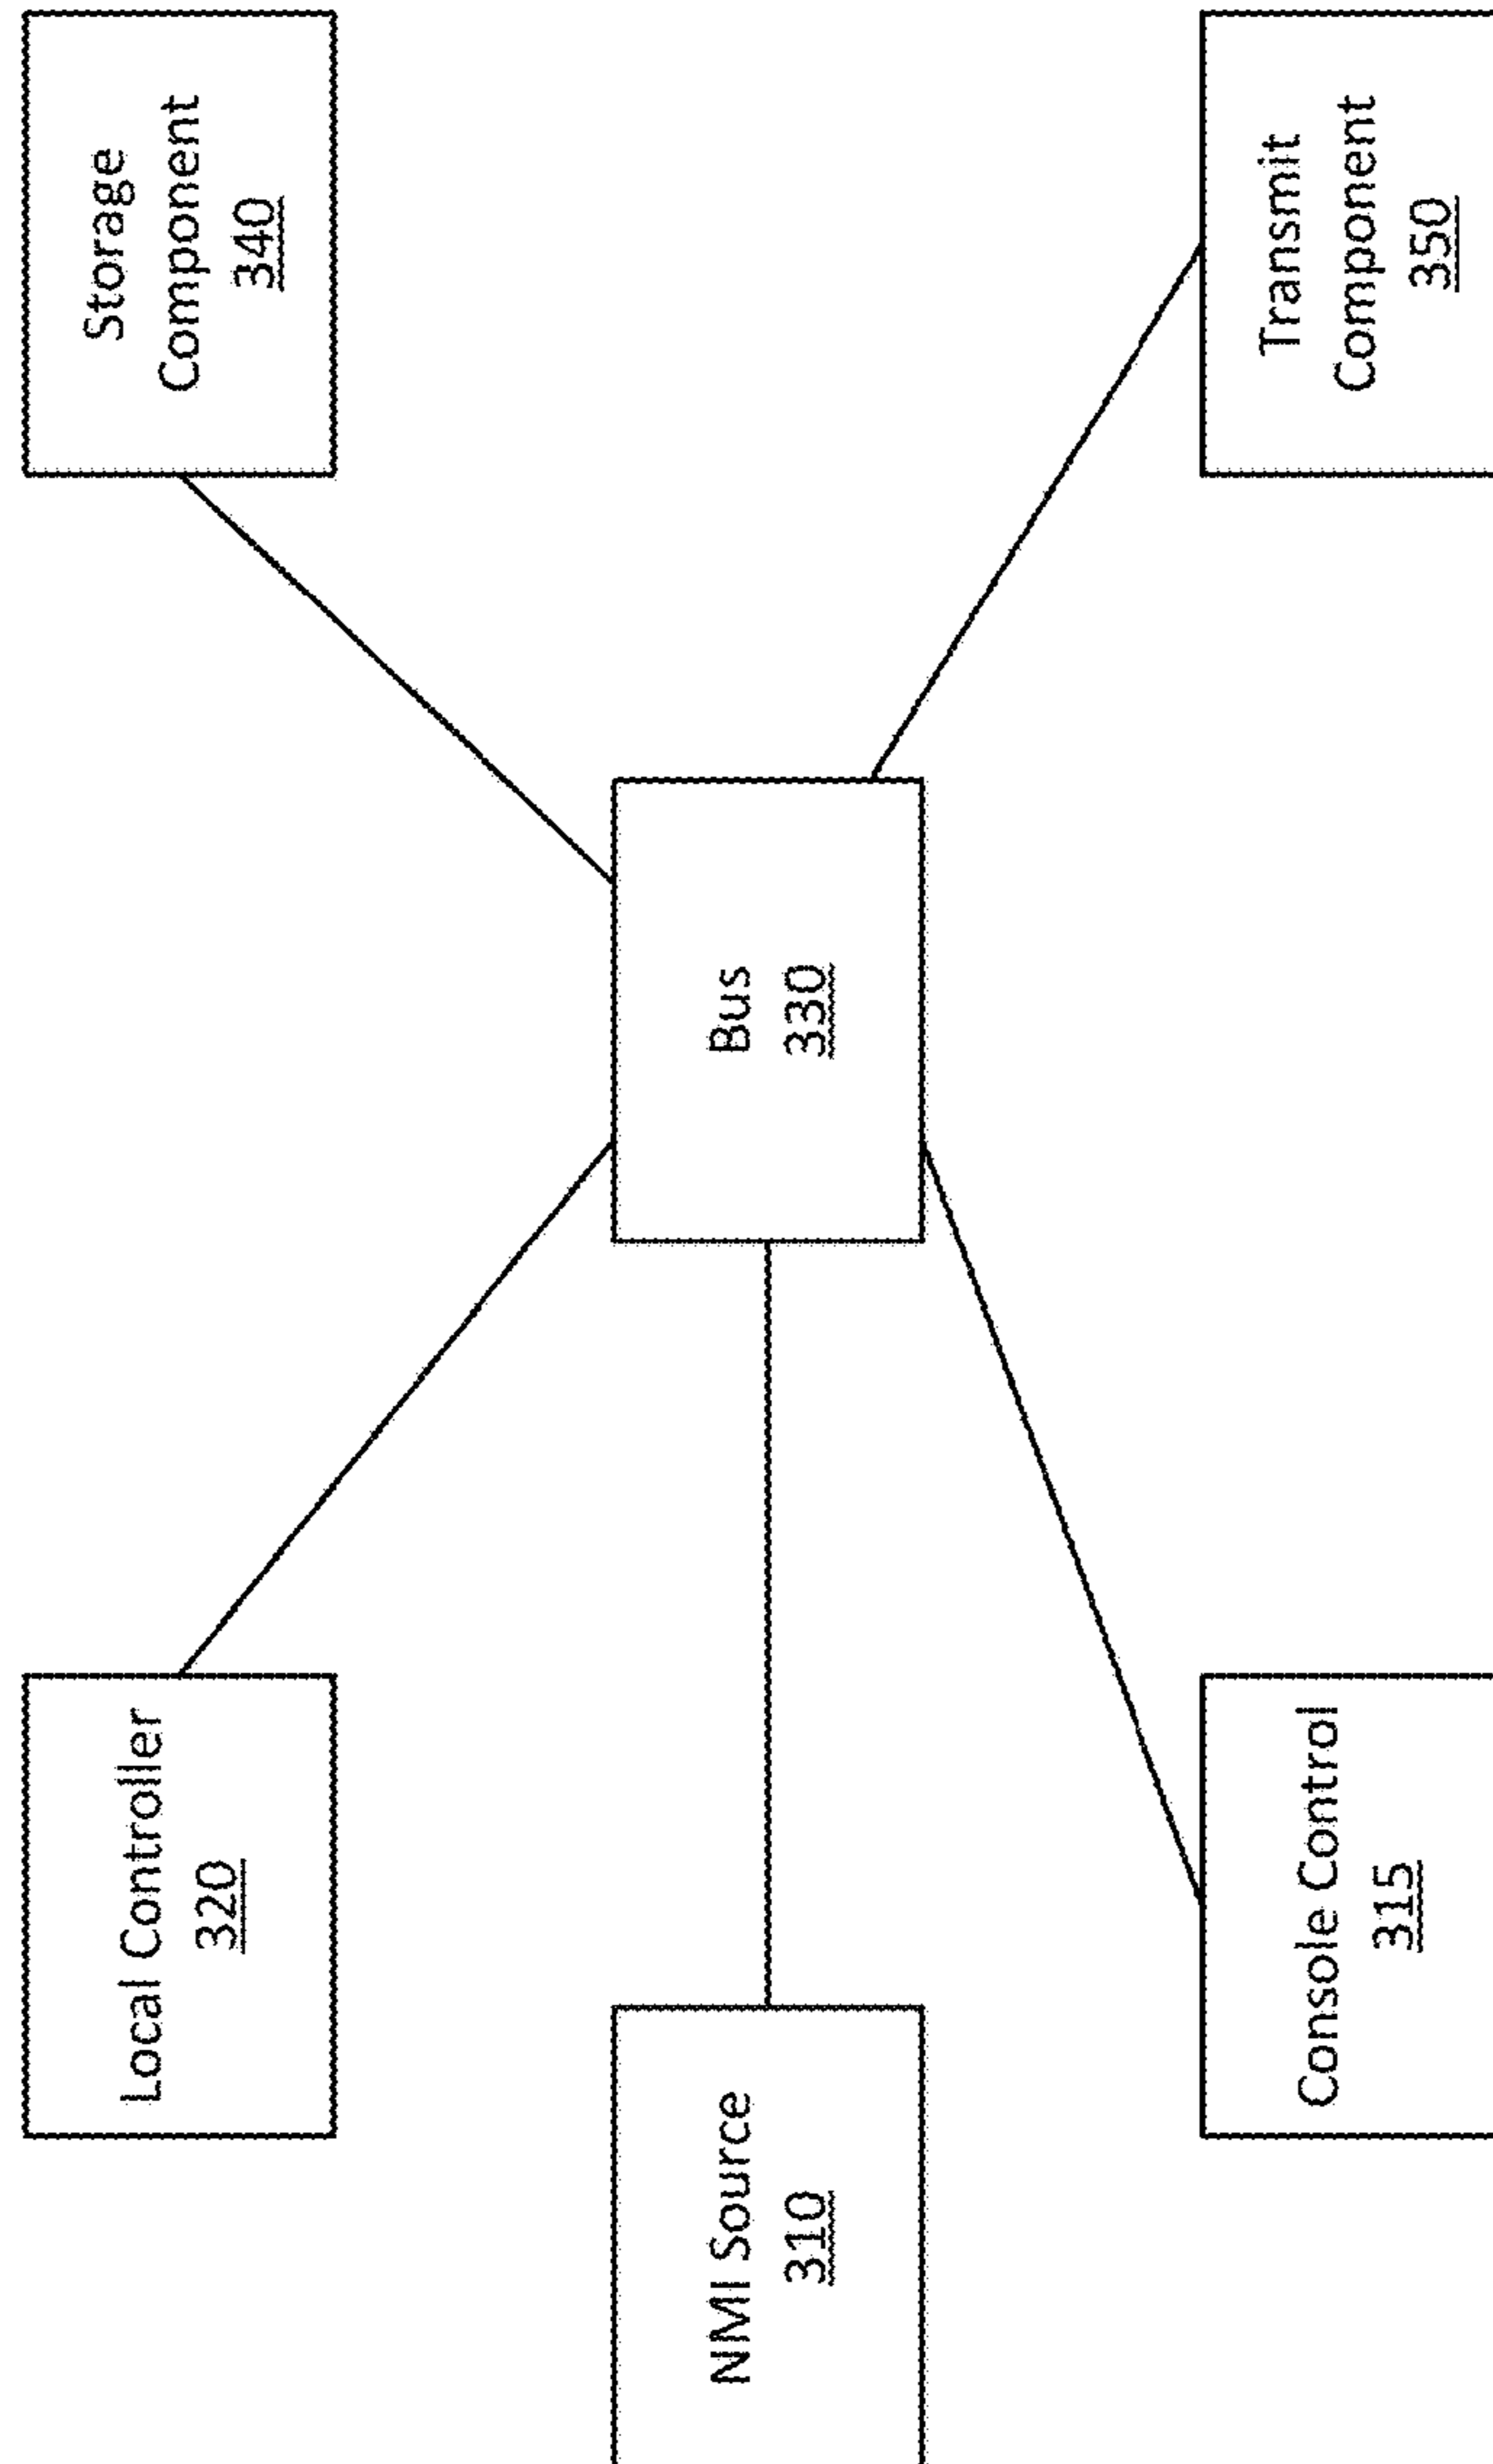 Local Controller
320
Storage
Component
340
NMI Source
310
Bus
330
Console Control
315
Transmit
Component
350